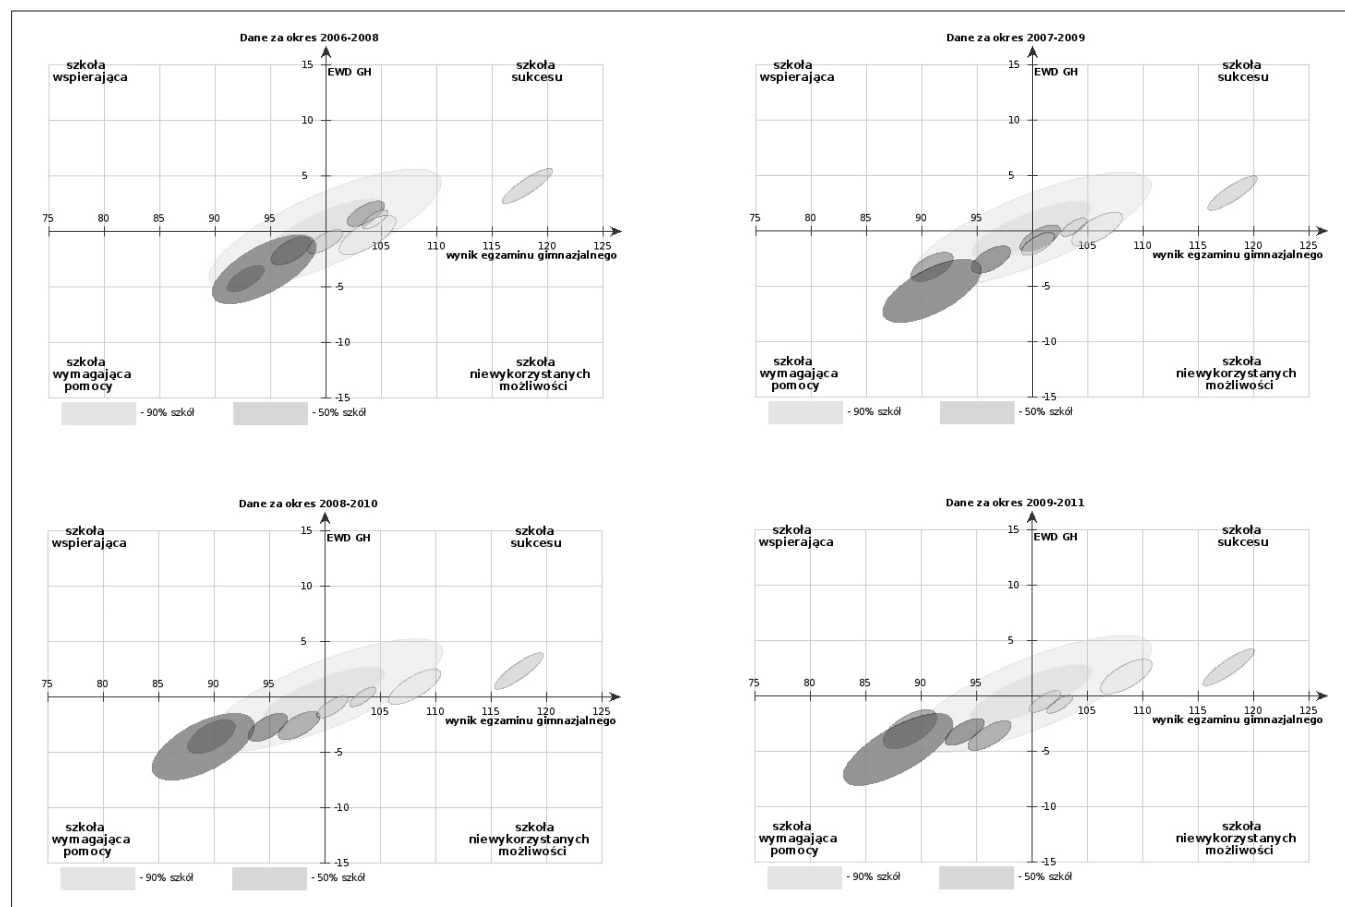 Dane za okres 2006-2008
szkoła
wspierająca
15
EWD GH
szkoła
sukcesu
10
5
75 80 85 90 95 105 110 115 120 125
wynik egzaminu gimnazjalnego
-5
-10
szkoła
wymagająca
pomocy
szkoła
niewykorzystanych
możliwości
-15
- 90% szkół - 50% szkół
Dane za okres 2007-2009
szkoła
wspierająca
15
EWD GH
szkoła
sukcesu
10
5
75 80 85 90 95 105 110 115 120 125
wynik egzaminu gimnazjalnego
-5
-10
szkoła
wymagająca
pomocy
szkoła
niewykorzystanych
możliwości
-15
- 90% szkół - 50% szkół
Dane za okres 2008-2010
szkoła
wspierająca
15
EWD GH
szkoła
sukcesu
10
5
75 80 85 90 95 105 110 115 120 125
wynik egzaminu gimnazjalnego
-5
-10
szkoła
wymagająca
pomocy
szkoła
niewykorzystanych
możliwości
-15
- 90% szkół - 50% szkół
Dane za okres 2009-2011
szkoła
wspierająca
15
EWD GH
szkoła
sukcesu
10
5
75 80 85 90 95 105 110 115 120 125
wynik egzaminu gimnazjalnego
-5
-10
szkoła
wymagająca
pomocy
szkoła
niewykorzystanych
możliwości
-15
- 90% szkół - 50% szkół